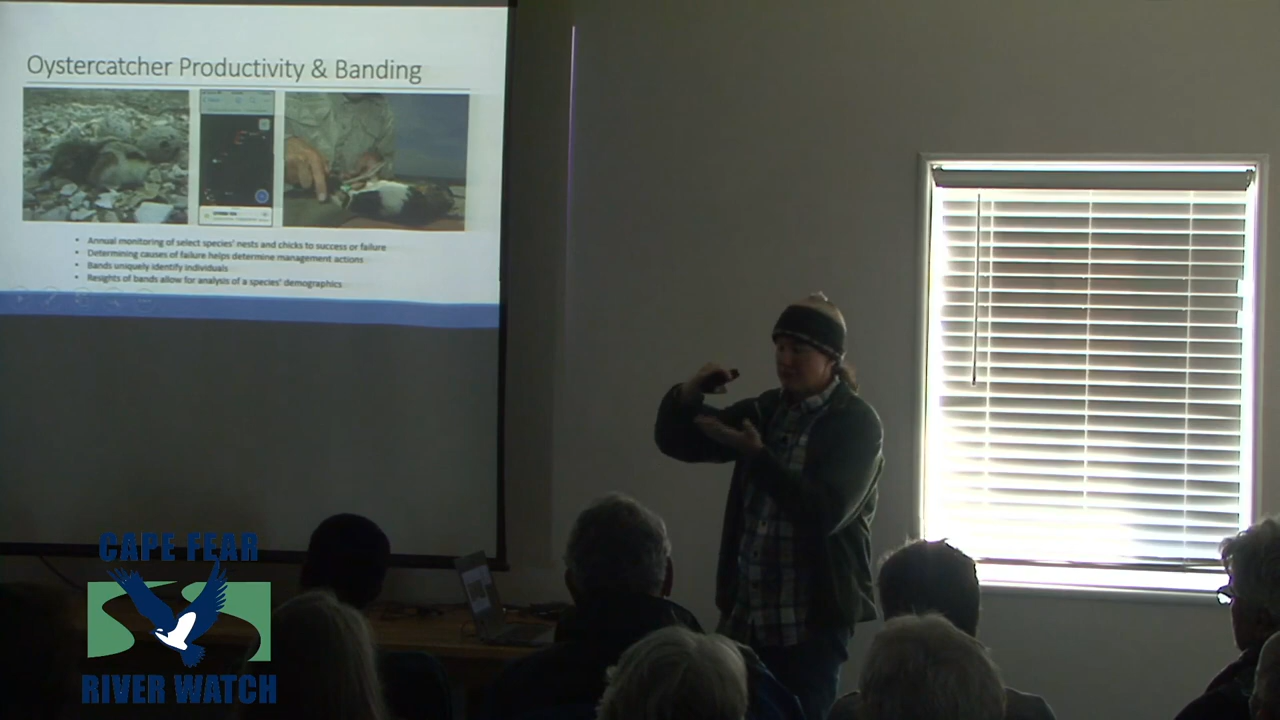 Oystercatcher Productivity & Banding
• Annual monitoring of select species' nests and chicks to success or failure
• Determining causes of failure helps determine management actions
• Bands uniquely identify individuals
• Resights of bands allow for analysis of a species' demographics
CAPE FEAR
RIVER WATCH